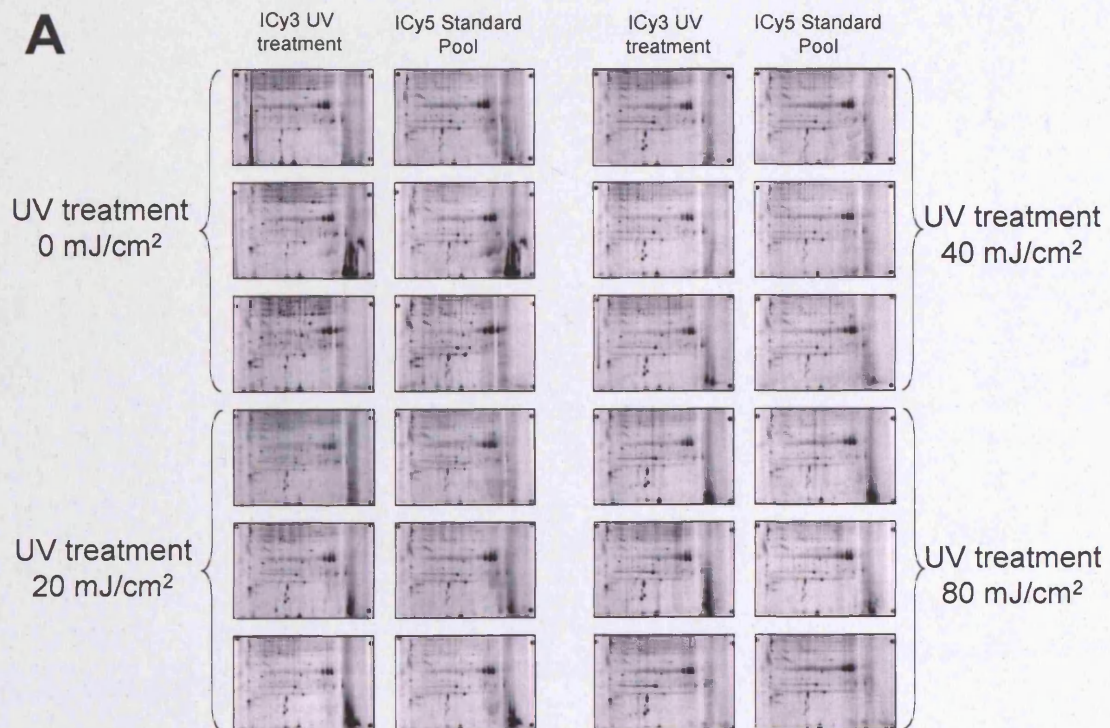 A
ICy3 UV
treatment
ICy5 Standard
Pool
ICy3 UV
treatment
ICy5 Standard
Pool
UV treatment
0 mJ/cm²
UV treatment
40 mJ/cm²
UV treatment
20 mJ/cm²
UV treatment
80 mJ/cm²